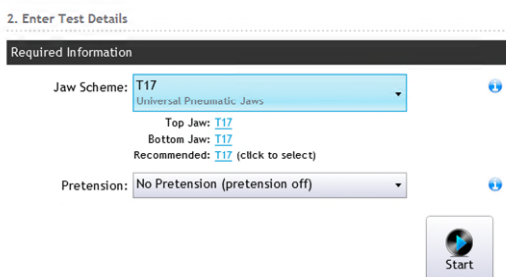 2. Enter Test Details
Required Information
Jaw Scheme: T17
Universal Pneumatic Jaws
Top Jaw: T17
Bottom Jaw: T17
Recommended: T17 (click to select)
Pretension: No Pretension (pretension off)
Start